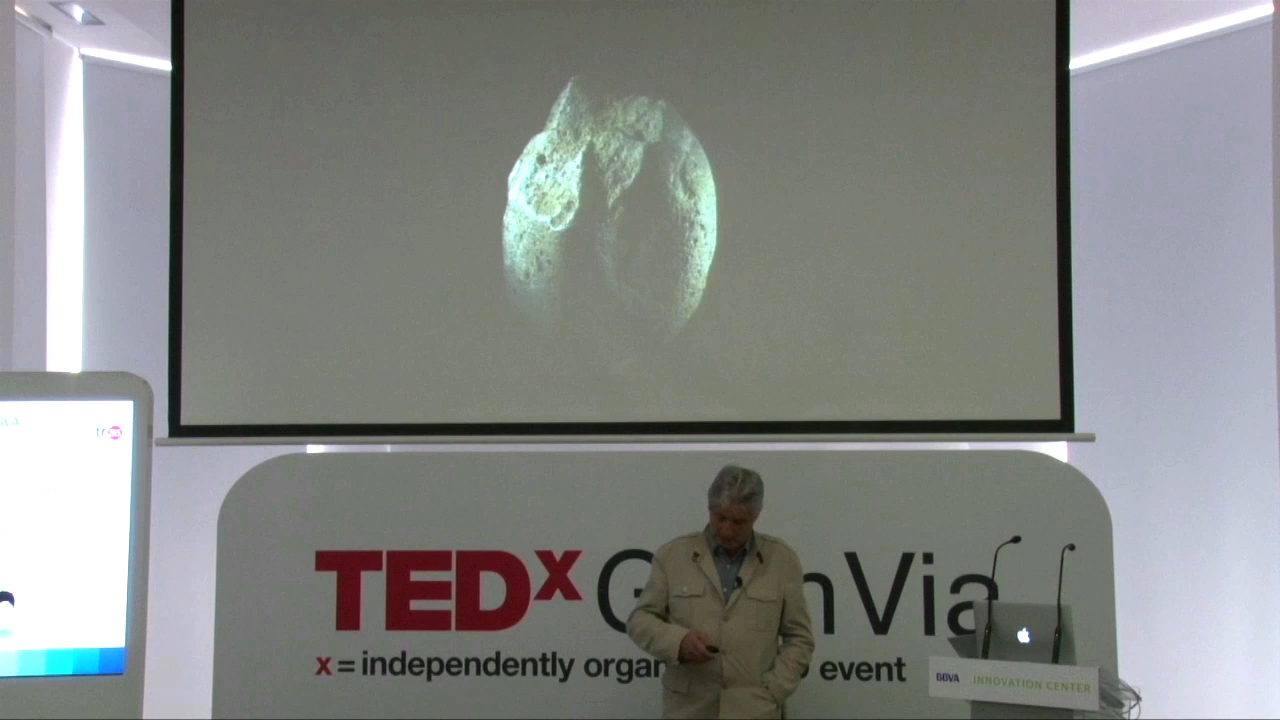 TEDx G nVia
x = independently organ event
BBVA INNOVATION CENTER